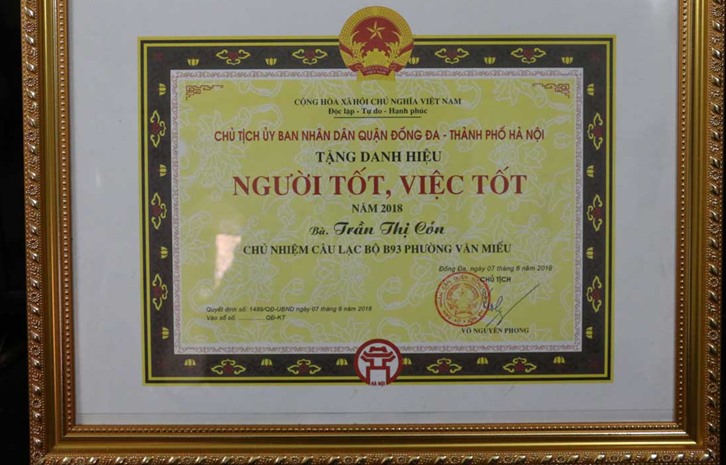 CỘNG HÒA XÃ HỘI CHỦ NGHĨA VIỆT NAM
Độc lập - Tự do - Hạnh phúc
CHỦ TỊCH ỦY BAN NHÂN DÂN QUẬN ĐỐNG ĐA - THÀNH PHỐ HÀ NỘI
TẶNG DANH HIỆU
NGƯỜI TỐT, VIỆC TỐT
NĂM 2018
Bà. Trần Thị Cỏn
CHỦ NHIỆM CÂU LẠC BỘ B93 PHƯỜNG VĂN MIẾU
Đống Đa, ngày 07 tháng 6 năm 2018
CHỦ TỊCH
Quyết định số: 1489/QĐ-UBND ngày 07 tháng 6 năm 2018
Vào sổ số: ............QĐ-KT
VÕ NGUYÊN PHONG
HÀ NỘI